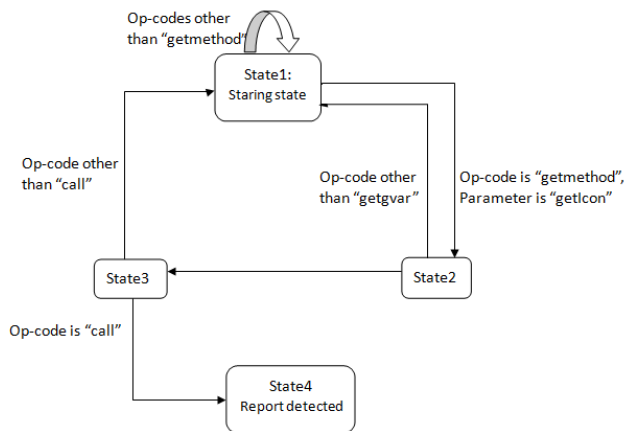 Op-codes other
than “getmethod”
State1:
Staring state
Op-code other
than “call”
Op-code other
than “getgvar”
Op-code is “getmethod”,
Parameter is “getIcon”
State3
State2
Op-code is “call”
State4
Report detected